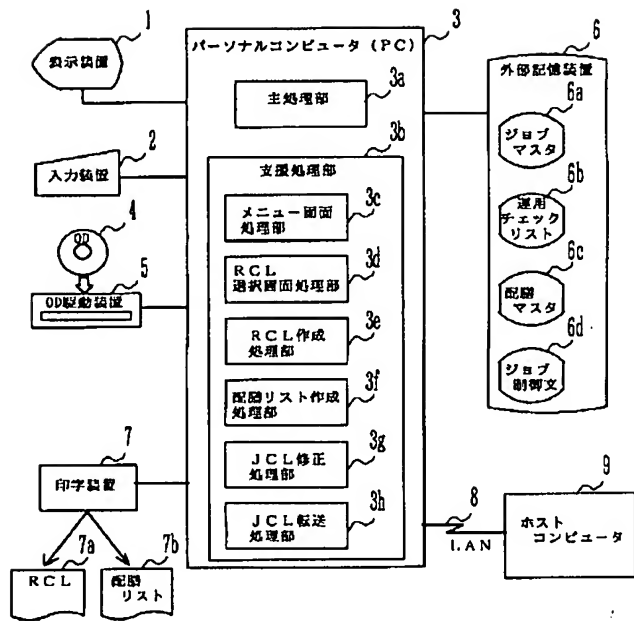 1
表示装置
2
入力装置
4
OD
5
OD駆動装置
7
印字装置
7a
RCL
7b
配膳
リスト
3
パーソナルコンピュータ(PC)
3a
主処理部
3b
支援処理部
3c
メニュー画面
処理部
3d
RCL
選択画面処理部
3e
RCL作成
処理部
3f
リスト作成
処理部
3g
JCL修正
処理部
3h
JCL転送
処理部
6
外部記憶装置
6a
ジョブ
マスタ
6b
運用
チェック
リスト
6c
マスタ
6d
ジョブ
制御文
8
LAN
9
ホスト
コンピュータ